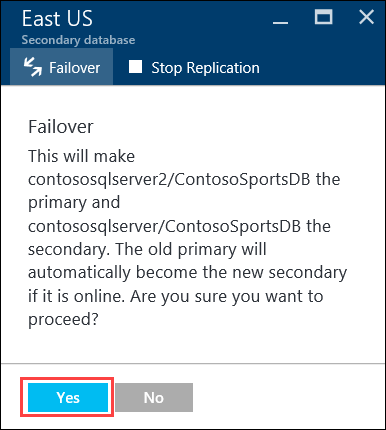 East US
Secondary database
Failover
Stop Replication
Failover
This will make
contososqlserver2/ContosoSportsDB the
primary and
contososqlserver/ContosoSportsDB the
secondary. The old primary will
automatically become the new secondary
if it is online. Are you sure you want to
proceed?
Yes
No